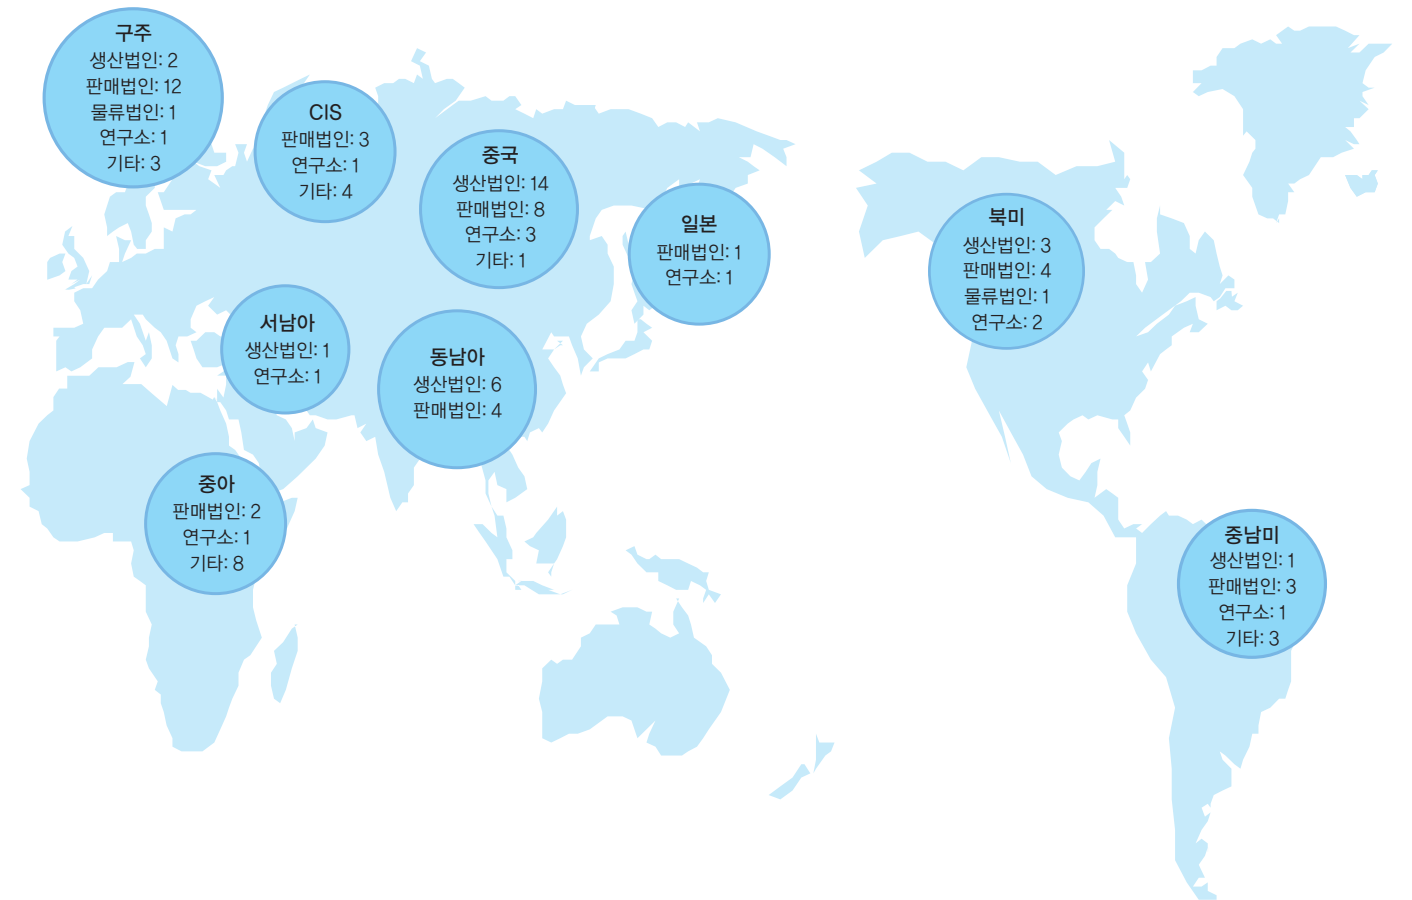 구주
생산법인: 2
판매법인: 12
물류법인: 1
연구소: 1
기타: 3
CIS
판매법인: 3
연구소: 1
기타: 4
중국
생산법인: 14
판매법인: 8
연구소: 3
기타: 1
일본
판매법인: 1
연구소: 1
북미
생산법인: 3
판매법인: 4
물류법인: 1
연구소: 2
서남아
생산법인: 1
연구소: 1
동남아
생산법인: 6
판매법인: 4
중아
판매법인: 2
연구소: 1
기타: 8
중남미
생산법인: 1
판매법인: 3
연구소: 1
기타: 3